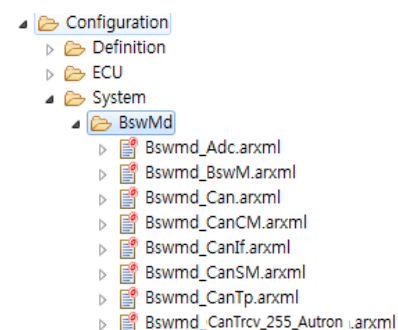 Configuration
Definition
ECU
System
BswMd
Bswmd_Adc.arxml
Bswmd_BswM.arxml
Bswmd_Can.arxml
Bswmd_CanCM.arxml
Bswmd_CanIf.arxml
Bswmd_CanSM.arxml
Bswmd_CanTp.arxml
Bswmd_CanTrcv_255_Autron .arxml